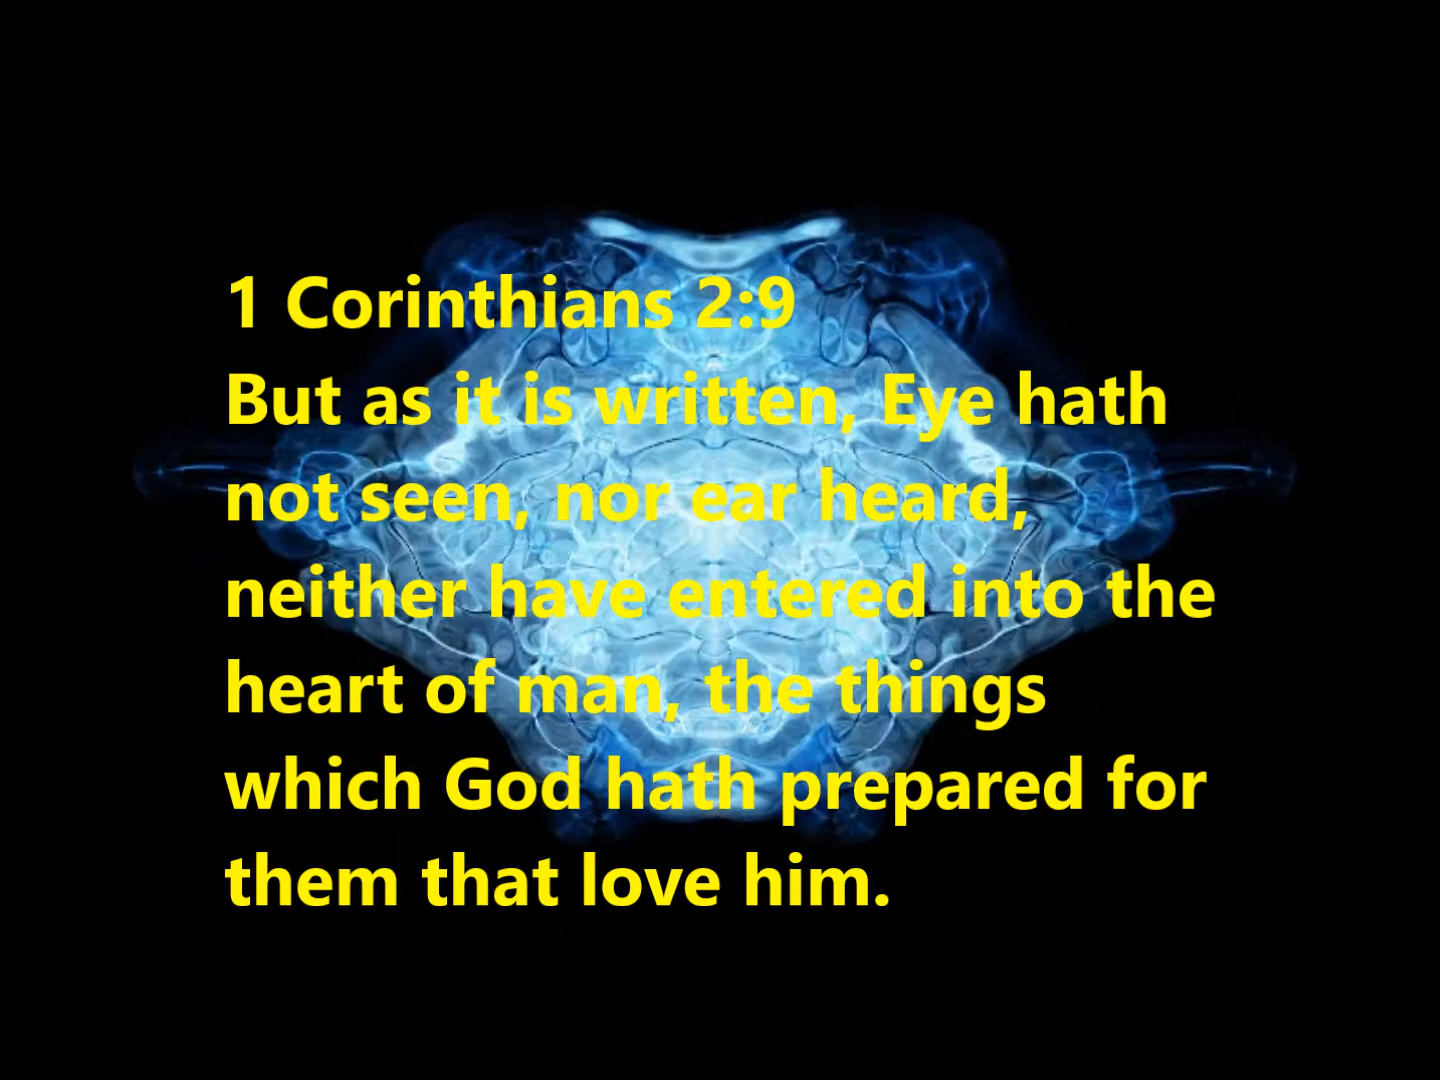 1 Corinthians 2:9
But as it is written, Eye hath
not seen, nor ear heard,
neither have entered into the
heart of man, the things
which God hath prepared for
them that love him.